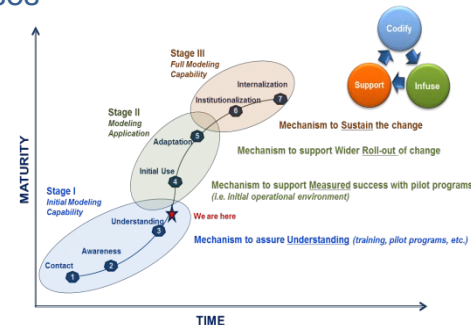 MATURITY
TIME
Stage I
Initial Modeling
Capability
Stage II
Modeling
Application
Stage III
Full Modeling
Capability
Contact
1
Awareness
2
Understanding
3
Initial Use
4
Adaptation
5
Institutionalization
6
Internalization
7
We are here
Codify
Infuse
Support
Mechanism to Sustain the change
Mechanism to support Wider Roll-out of change
Mechanism to support Measured success with pilot programs
(i.e. initial operational environment)
Mechanism to assure Understanding (training, pilot programs, etc.)